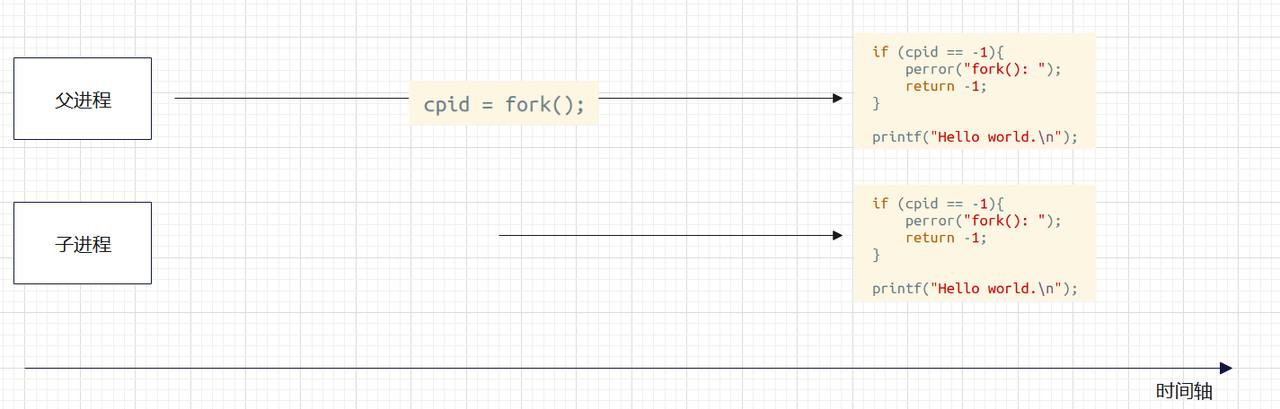 父进程
cpid = fork();
if (cpid == -1){
    perror("fork(): ");
    return -1;
}
printf("Hello world.\n");
子进程
if (cpid == -1){
    perror("fork(): ");
    return -1;
}
printf("Hello world.\n");
时间轴